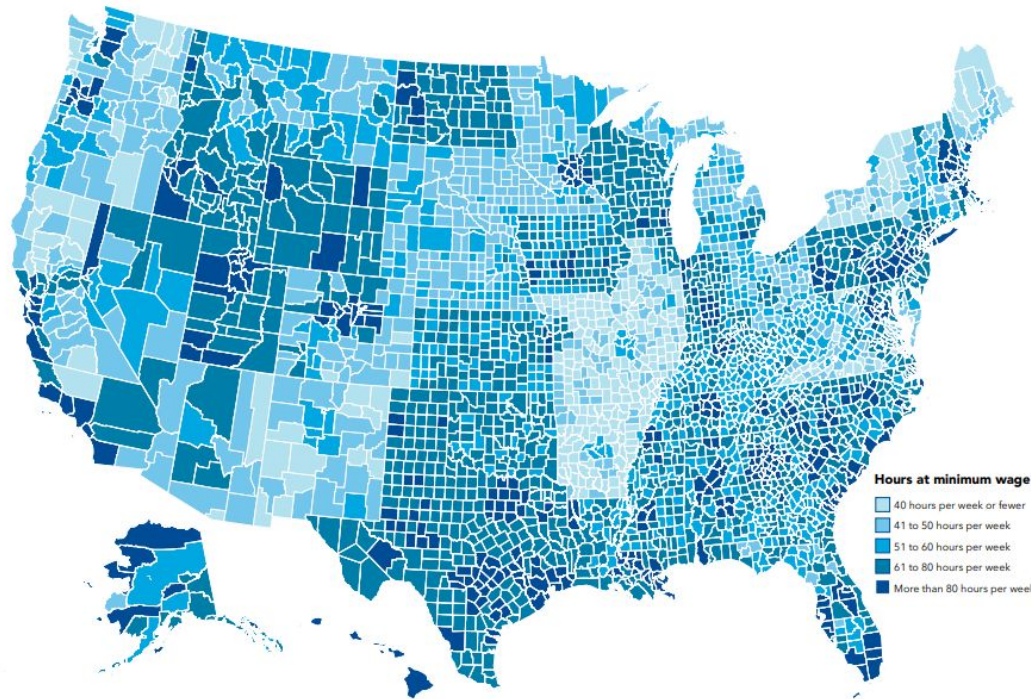 Hours at minimum wage
40 hours per week or fewer
41 to 50 hours per week
51 to 60 hours per week
61 to 80 hours per week
More than 80 hours per week